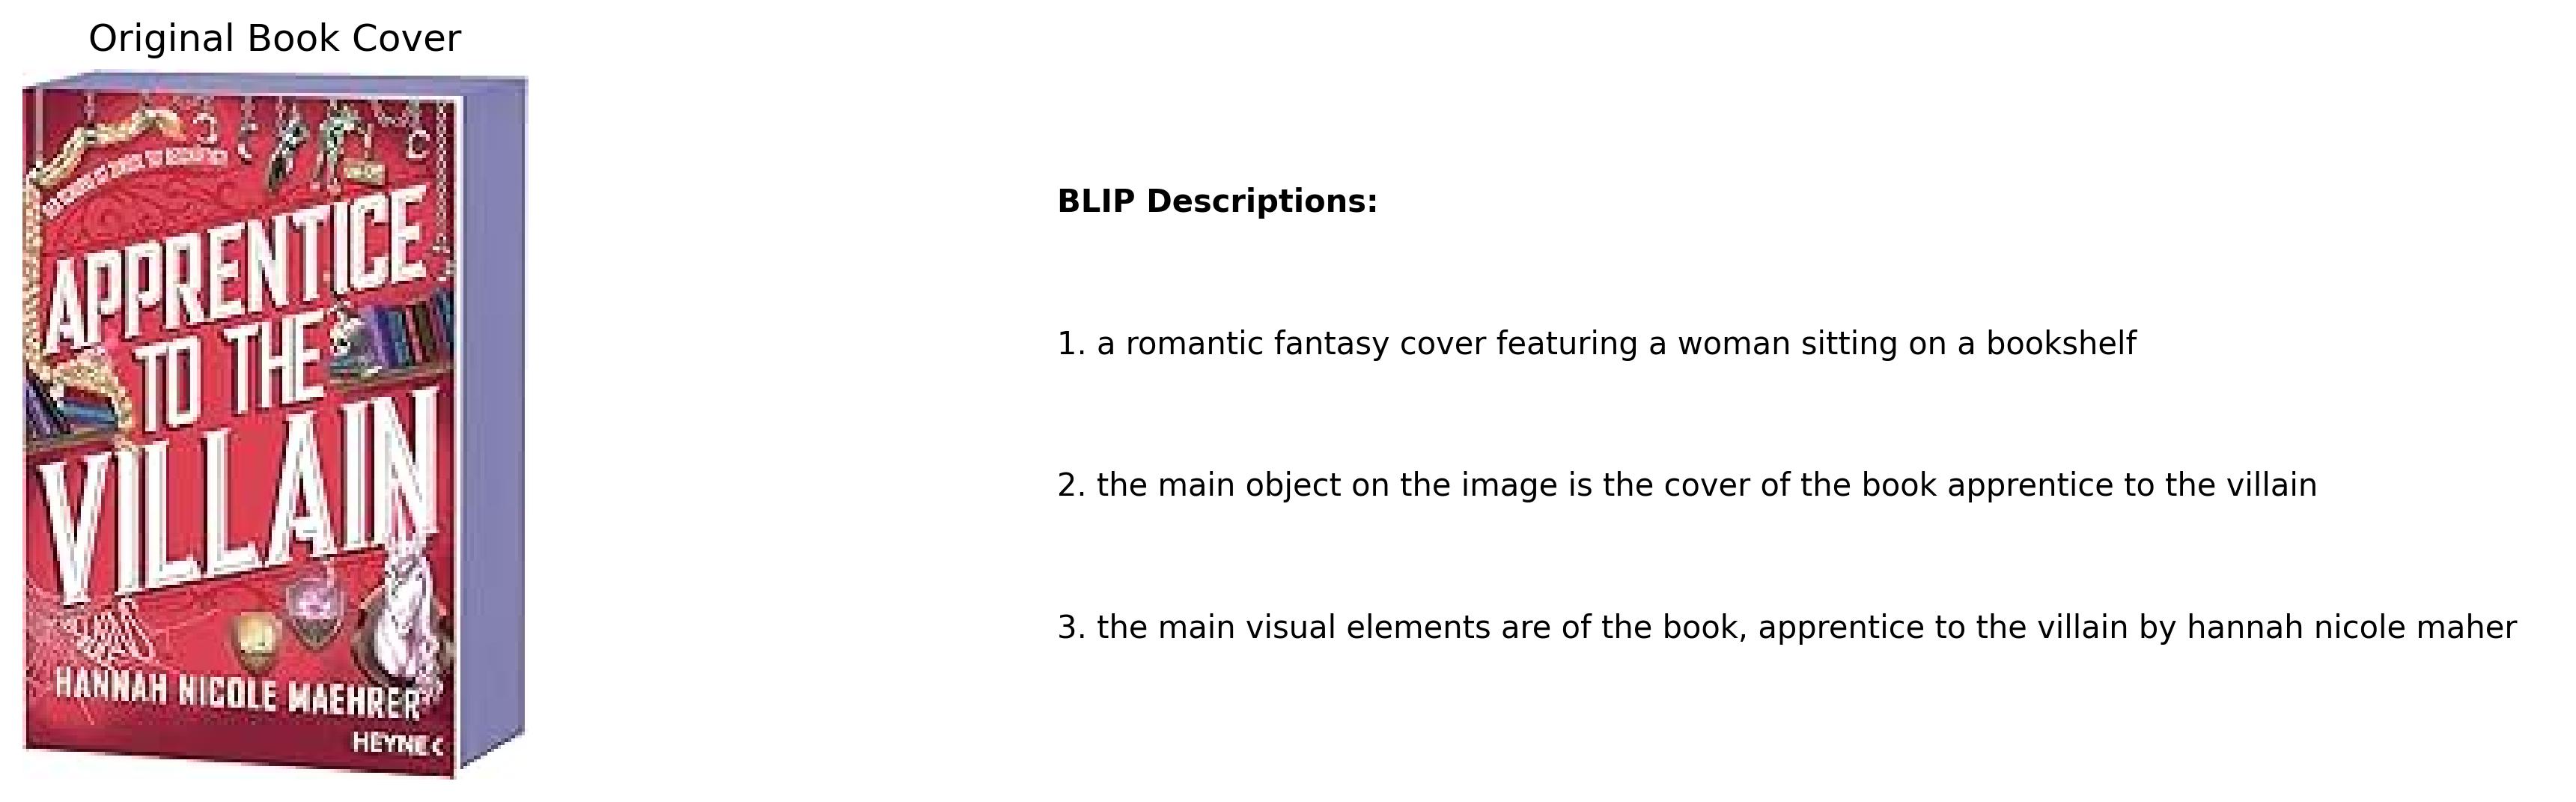 Original Book Cover
APPRENTICE
TO THE
VILLAIN
HANNAH NICOLE MAEHRER
HEYNE <
BLIP Descriptions:
1. a romantic fantasy cover featuring a woman sitting on a bookshelf
2. the main object on the image is the cover of the book apprentice to the villain
3. the main visual elements are of the book, apprentice to the villain by hannah nicole maher